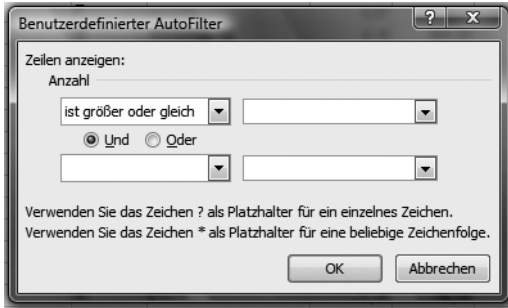 Benutzerdefinierter AutoFilter ? X
Zeilen anzeigen:
Anzahl
ist größer oder gleich
Und Oder
Verwenden Sie das Zeichen ? als Platzhalter für ein einzelnes Zeichen.
Verwenden Sie das Zeichen * als Platzhalter für eine beliebige Zeichenfolge.
OK Abbrechen